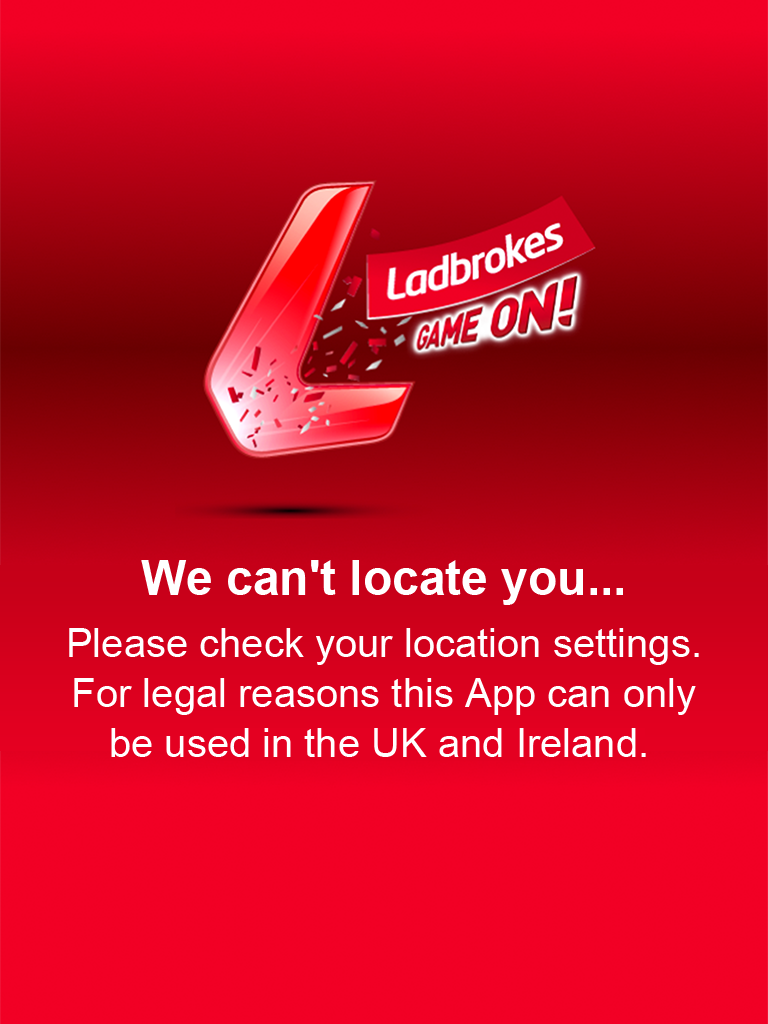 Ladbrokes
GAME ON!
We can't locate you...
Please check your location settings.
For legal reasons this App can only
be used in the UK and Ireland.